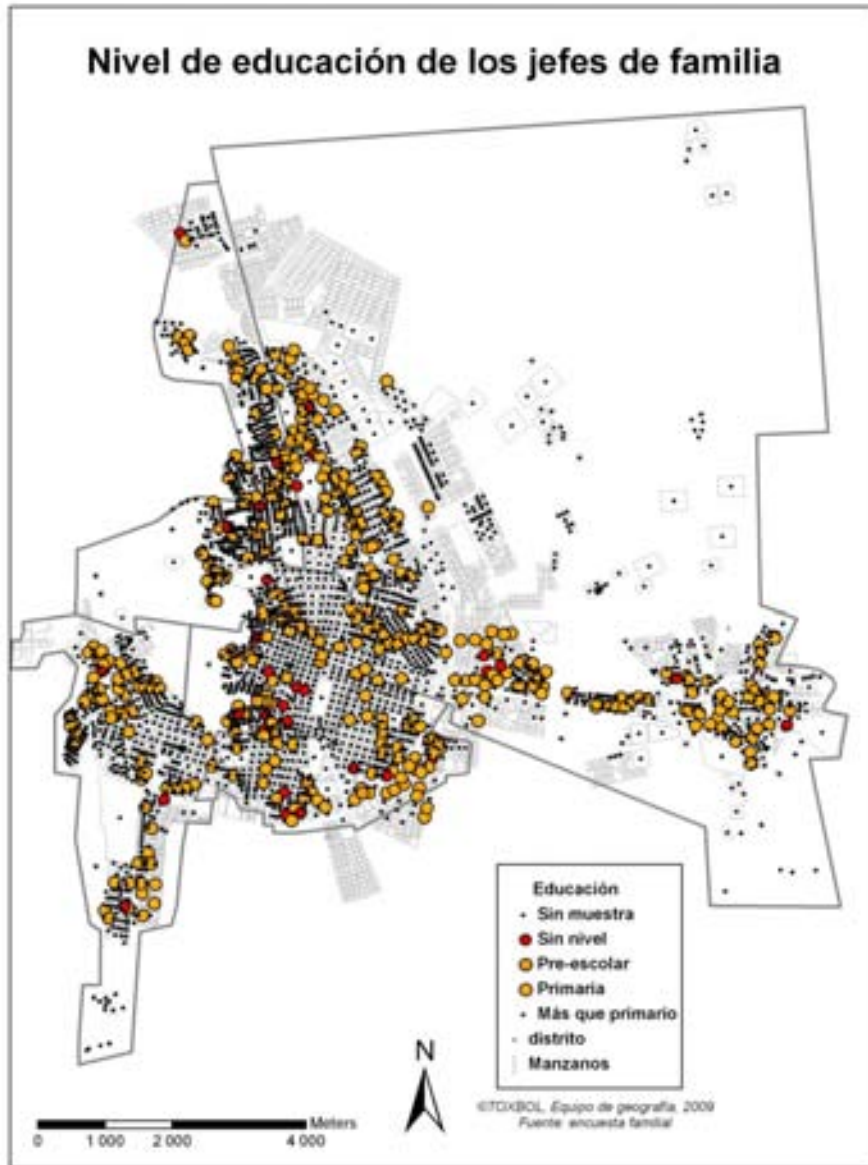 Nivel de educación de los jefes de familia
Educación
Sin muestra
Sin nivel
Pre-escolar
Primaria
Más que primario
distrito
Manzanos
N
Meters
0 1 000 2 000 4 000
©TOXBOL, Equipo de geografía, 2009
Fuente: encuesta familial